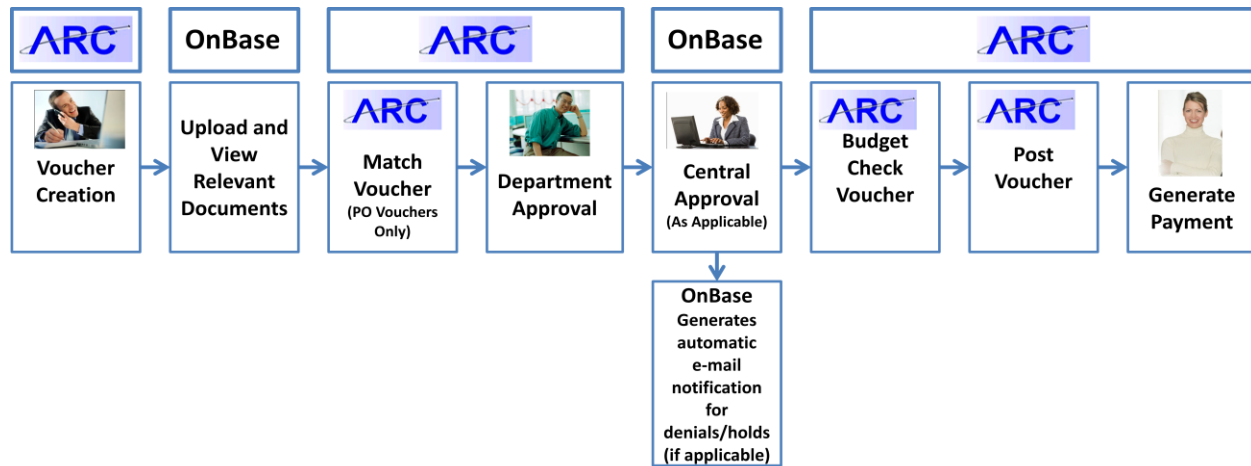 ARC
OnBase
ARC
OnBase
ARC
Voucher
Creation
Upload and
View
Relevant
Documents
ARC
Match
Voucher
(PO Vouchers
Only)
Department
Approval
Central
Approval
(As Applicable)
ARC
Budget
Check
Voucher
ARC
Post
Voucher
Generate
Payment
OnBase
Generates
automatic
e-mail
notification
for
denials/holds
(if applicable)